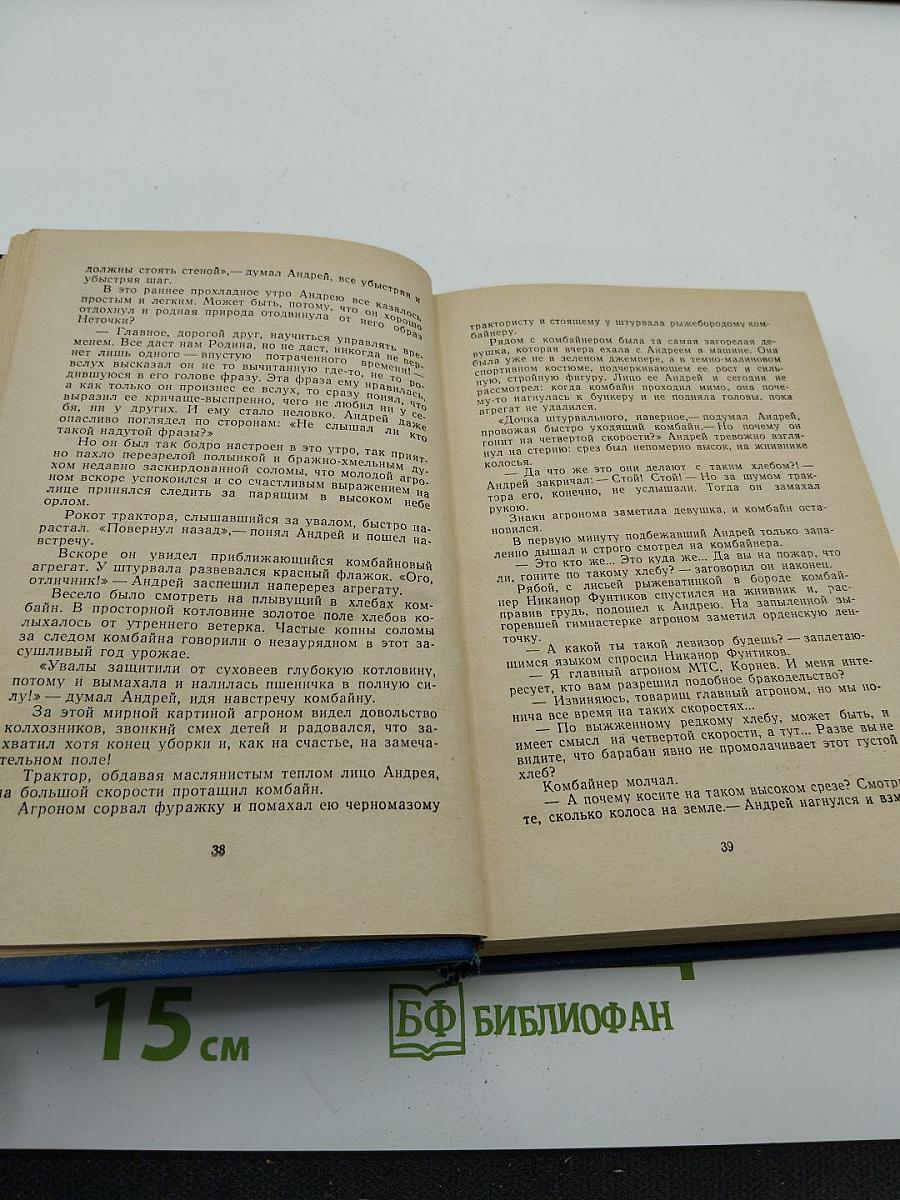 должны стоять стеной»,— думал Андрей, все убыстряя и
убыстряя шаг.
В это раннее прохладное утро Андрею все казалось
простым и легким. Может быть, потому, что он хорошо
отдохнул и родная природа отодвинула от него образ
Неточки?
— Главное, дорогой друг, научиться управлять вре-
менем. Все даст нам Родина, но не даст, никогда не вер-
нет лишь одного — впустую потраченного времени! —
вслух высказал он не то вычитанную где-то, не то ро-
дившуюся в его голове фразу. Эта фраза ему нравилась,
а как только он произнес ее вслух, то сразу понял, что
выразил ее кричаще-выспренно, чего не любил ни у се-
бя, ни у других. И ему стало неловко. Андрей даже
опасливо поглядел по сторонам: «Не слышал ли кто
такой надутой фразы?»
Но он был так бодро настроен в это утро, так прият-
но пахло перезрелой полынкой и бражно-хмельным ду-
хом недавно заскирдованной соломы, что молодой агро-
ном вскоре успокоился и со счастливым выражением на
лице принялся следить за парящим в высоком небе
орлом.
Рокот трактора, слышавшийся за увалом, быстро на-
растал. «Повернул назад»,— понял Андрей и пошел на-
встречу.
Вскоре он увидел приближающийся комбайновый
агрегат. У штурвала развевался красный флажок. «Ого,
отличник!» — Андрей заспешил наперерез агрегату.
Весело было смотреть на плывущий в хлебах ком-
байн. В просторной котловине золотое поле хлебов ко-
лыхалось от утреннего ветерка. Частые копны соломы
за следом комбайна говорили о незаурядном в этот за-
сушливый год урожае.
«Увалы защитили от суховеев глубокую котловину,
потому и вымахала и налилась пшеничка в полную си-
лу!» — думал Андрей, идя навстречу комбайну.
За этой мирной картиной агроном видел довольство
колхозников, звонкий смех детей и радовался, что за-
хватил хотя конец уборки и, как на счастье, на замеча-
тельном поле!
Трактор, обдавая маслянистым теплом лицо Андрея,
на большой скорости протащил комбайн.
Агроном сорвал фуражку и помахал ею черномазому
38
трактористу и стоящему у штурвала рыжебородому ком-
байнеру.
Рядом с комбайнером была та самая загорелая де-
вушка, которая вчера ехала с Андреем в машине. Она
была уже не в зеленом джемпере, а в темно-малиновом
спортивном костюме, подчеркивающем ее рост и силь-
ную, стройную фигуру. Лицо ее Андрей и сегодня не
рассмотрел: когда комбайн проходил мимо, она поче-
му-то нагнулась к бункеру и не подняла головы, пока
агрегат не удалился.
«Дочка штурвального, наверное,— подумал Андрей,
провожая быстро уходящий комбайн.— Но почему он
гонит на четвертой скорости?» Андрей тревожно взгля-
нул на стерню: срез был непомерно высок, на жнивнике
колосья.
— Да что же это они делают с таким хлебом?! —
Андрей закричал: — Стой! Стой! — Но за шумом трак-
тора его, конечно, не услышали. Тогда он замахал
рукою.
Знаки агронома заметила девушка, и комбайн оста-
новился.
В первую минуту подбежавший Андрей только запа-
ленно дышал и строго смотрел на комбайнера.
— Это кто же... Это куда же... Да вы на пожар, что
ли, гоните по такому хлебу? — заговорил он наконец.
Рябой, с лисьей рыжеватинкой в бороде комбай-
нер Никанор Фунтиков спустился на жнивник и, рас-
правив грудь, подошел к Андрею. На запыленной вы-
горевшей гимнастерке агроном заметил орденскую лен-
точку.
— А какой ты такой левизор будешь? — заплетаю-
щимся языком спросил Никанор Фунтиков.
— Я главный агроном МТС, Корнев. И меня инте-
ресует, кто вам разрешил подобное бракодельство?
— Извиняюсь, товарищ главный агроном, но мы но-
нича все время на таких скоростях...
— По выжженному редкому хлебу, может быть, и
имеет смысл на четвертой скорости, а тут... Разве вы не
видите, что барабан явно не промолачивает этот густой
хлеб?
Комбайнер молчал.
— А почему косите на таком высоком срезе? Смотри
те, сколько колоса на земле.— Андрей нагнулся и взм
39
15 см
БФ БИБЛИОФАН